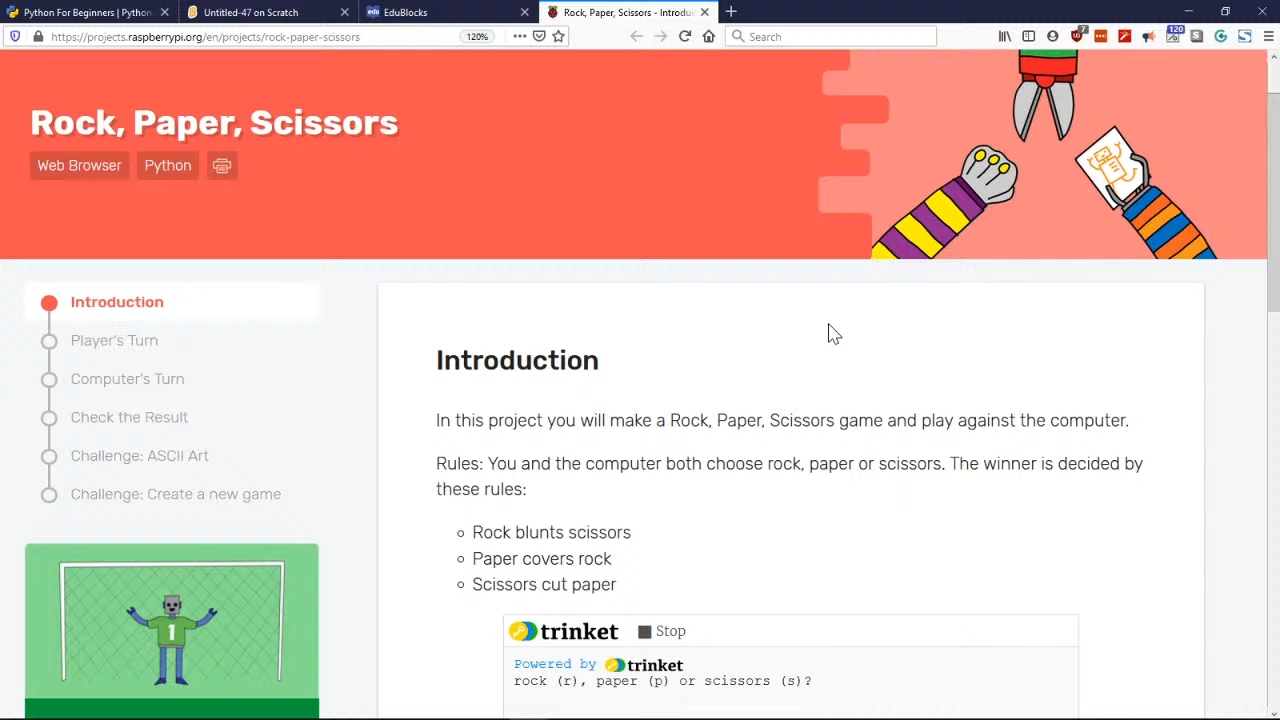 Python For Beginners | Python.
Untitled-47 on Scratch
edu EduBlocks
Rock, Paper, Scissors - Introduc
https://projects.raspberrypi.org/en/projects/rock-paper-scissors
120%
Search
7
120
Rock, Paper, Scissors
Web Browser
Python
Introduction
Player's Turn
Computer's Turn
Check the Result
Challenge: ASCII Art
Challenge: Create a new game
1
Introduction
In this project you will make a Rock, Paper, Scissors game and play against the computer.
Rules: You and the computer both choose rock, paper or scissors. The winner is decided by
these rules:
Rock blunts scissors
Paper covers rock
Scissors cut paper
trinket Stop
Powered by trinket
rock (r), paper (p) or scissors (s)?